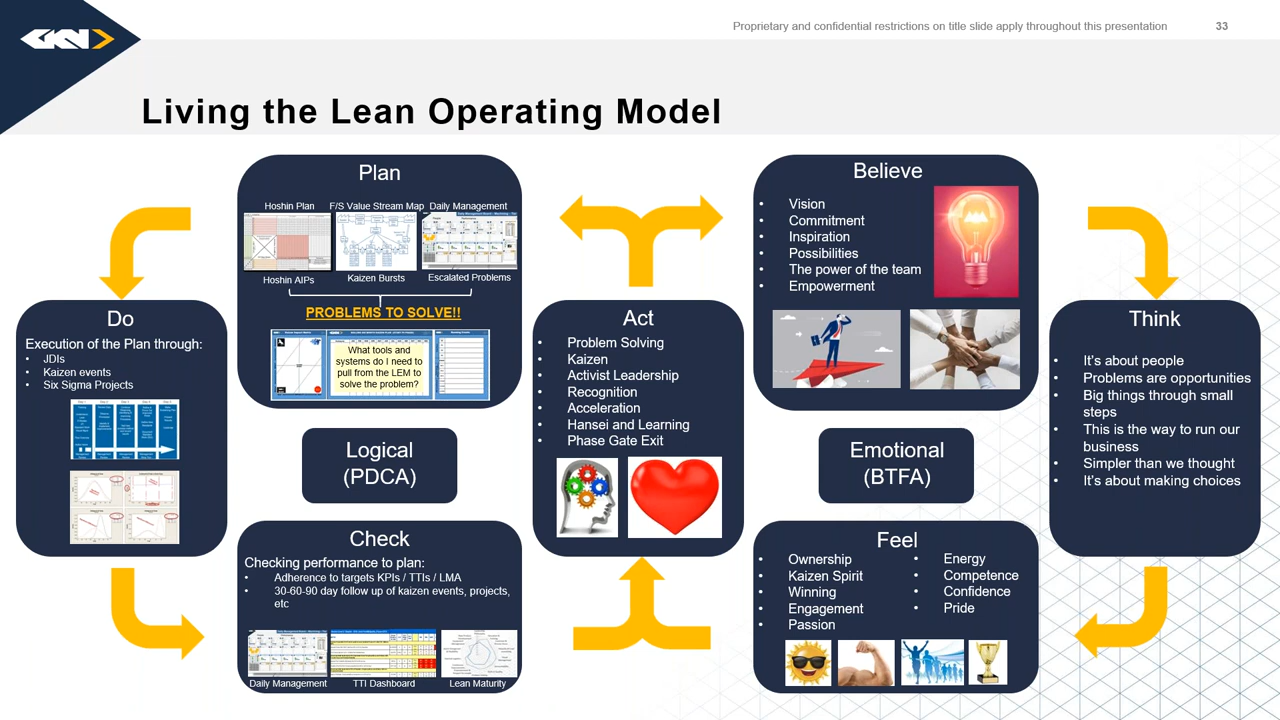 GKN
Proprietary and confidential restrictions on title slide apply throughout this presentation
33
Living the Lean Operating Model
Plan
Hoshin Plan
F/S Value Stream Map
Daily Management
Hoshin AIPs
Kaizen Bursts
Escalated Problems
PROBLEMS TO SOLVE!!
What tools and
systems do I need to
pull from the LEM to
solve the problem?
Do
Execution of the Plan through:
• JDIs
• Kaizen events
• Six Sigma Projects
Logical
(PDCA)
Check
Checking performance to plan:
• Adherence to targets KPIs / TTIs / LMA
• 30-60-90 day follow up of kaizen events, projects,
etc
Daily Management
TTI Dashboard
Lean Maturity
Act
• Problem Solving
• Kaizen
• Activist Leadership
• Recognition
• Acceleration
• Hansei and Learning
• Phase Gate Exit
Believe
• Vision
• Commitment
• Inspiration
• Possibilities
• The power of the team
• Empowerment
Emotional
(BTFA)
Think
• It's about people
• Problems are opportunities
• Big things through small
steps
• This is the way to run our
business
• Simpler than we thought
• It's about making choices
Feel
• Ownership
• Kaizen Spirit
• Winning
• Engagement
• Passion
• Energy
• Competence
• Confidence
• Pride